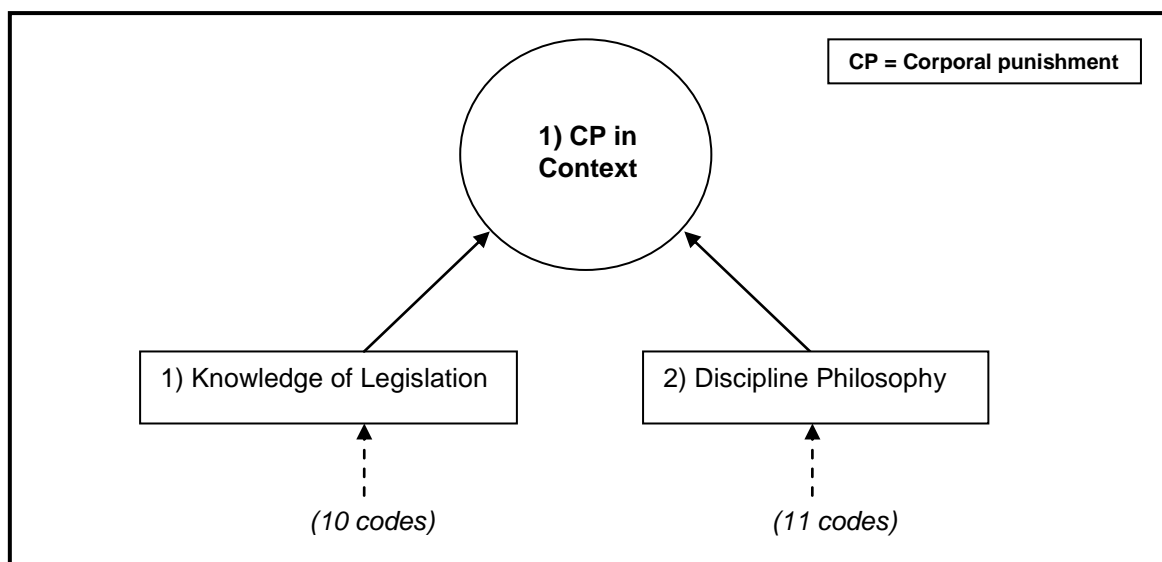 CP = Corporal punishment
1) CP in
Context
1) Knowledge of Legislation
2) Discipline Philosophy
(10 codes)
(11 codes)